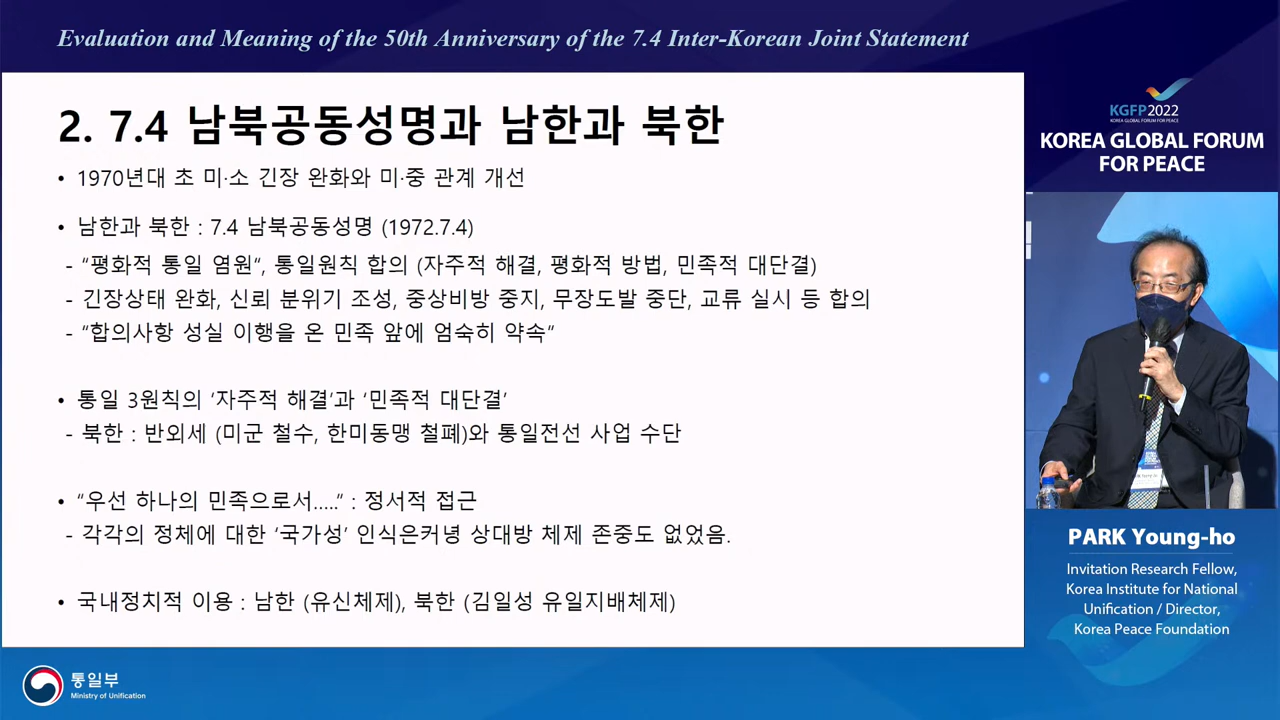 Evaluation and Meaning of the 50th Anniversary of the 7.4 Inter-Korean Joint Statement
2. 7.4 남북공동성명과 남한과 북한
• 1970년대 초 미·소 긴장 완화와 미·중 관계 개선
• 남한과 북한 : 7.4 남북공동성명 (1972.7.4)
- “평화적 통일 염원“, 통일원칙 합의 (자주적 해결, 평화적 방법, 민족적 대단결)
- 긴장상태 완화, 신뢰 분위기 조성, 중상비방 중지, 무장도발 중단, 교류 실시 등 합의
- “합의사항 성실 이행을 온 민족 앞에 엄숙히 약속“
• 통일 3원칙의 ‘자주적 해결’과 ‘민족적 대단결’
- 북한 : 반외세 (미군 철수, 한미동맹 철폐)와 통일전선 사업 수단
• “우선 하나의 민족으로서.....“ : 정서적 접근
- 각각의 정체에 대한 ‘국가성’ 인식은커녕 상대방 체제 존중도 없었음.
• 국내정치적 이용 : 남한 (유신체제), 북한 (김일성 유일지배체제)
통일부
Ministry of Unification
KGFP2022
KOREA GLOBAL FORUM FOR PEACE
KOREA GLOBAL FORUM
FOR PEACE
PARK Young-ho
Invitation Research Fellow,
Korea Institute for National
Unification / Director,
Korea Peace Foundation